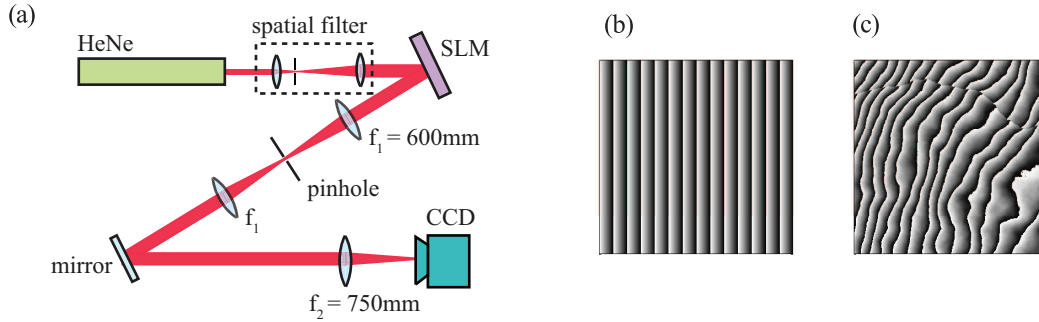 (a)
HeNe
spatial filter
SLM
f1 = 600mm
pinhole
f1
mirror
CCD
f2 = 750mm
(b)
(c)